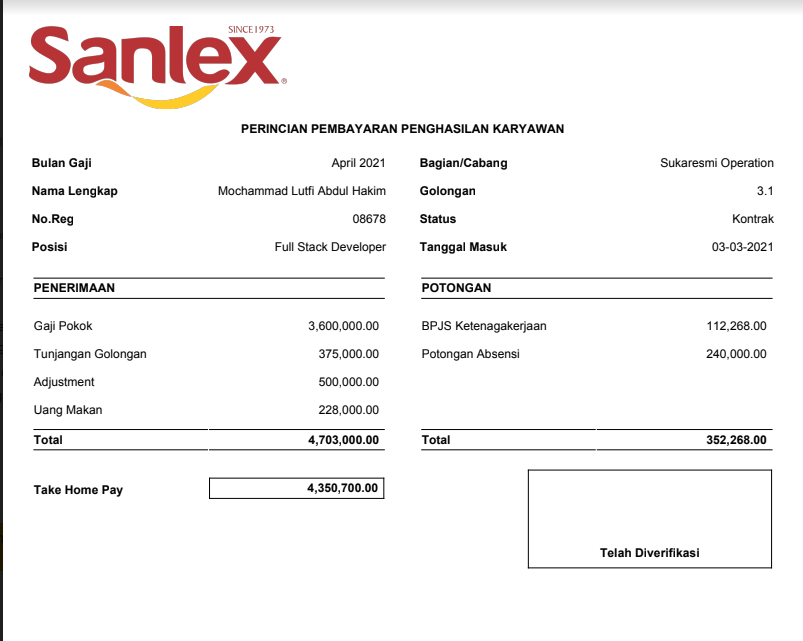 SINCE1973
Sanlex®
PERINCIAN PEMBAYARAN PENGHASILAN KARYAWAN
Bulan Gaji April 2021 Bagian/Cabang Sukaresmi Operation
Nama Lengkap Mochammad Lutfi Abdul Hakim Golongan 3.1
No.Reg 08678 Status Kontrak
Posisi Full Stack Developer Tanggal Masuk 03-03-2021
PENERIMAAN POTONGAN
Gaji Pokok 3,600,000.00 BPJS Ketenagakerjaan 112,268.00
Tunjangan Golongan 375,000.00 Potongan Absensi 240,000.00
Adjustment 500,000.00
Uang Makan 228,000.00
Total 4,703,000.00 Total 352,268.00
Take Home Pay 4,350,700.00
Telah Diverifikasi